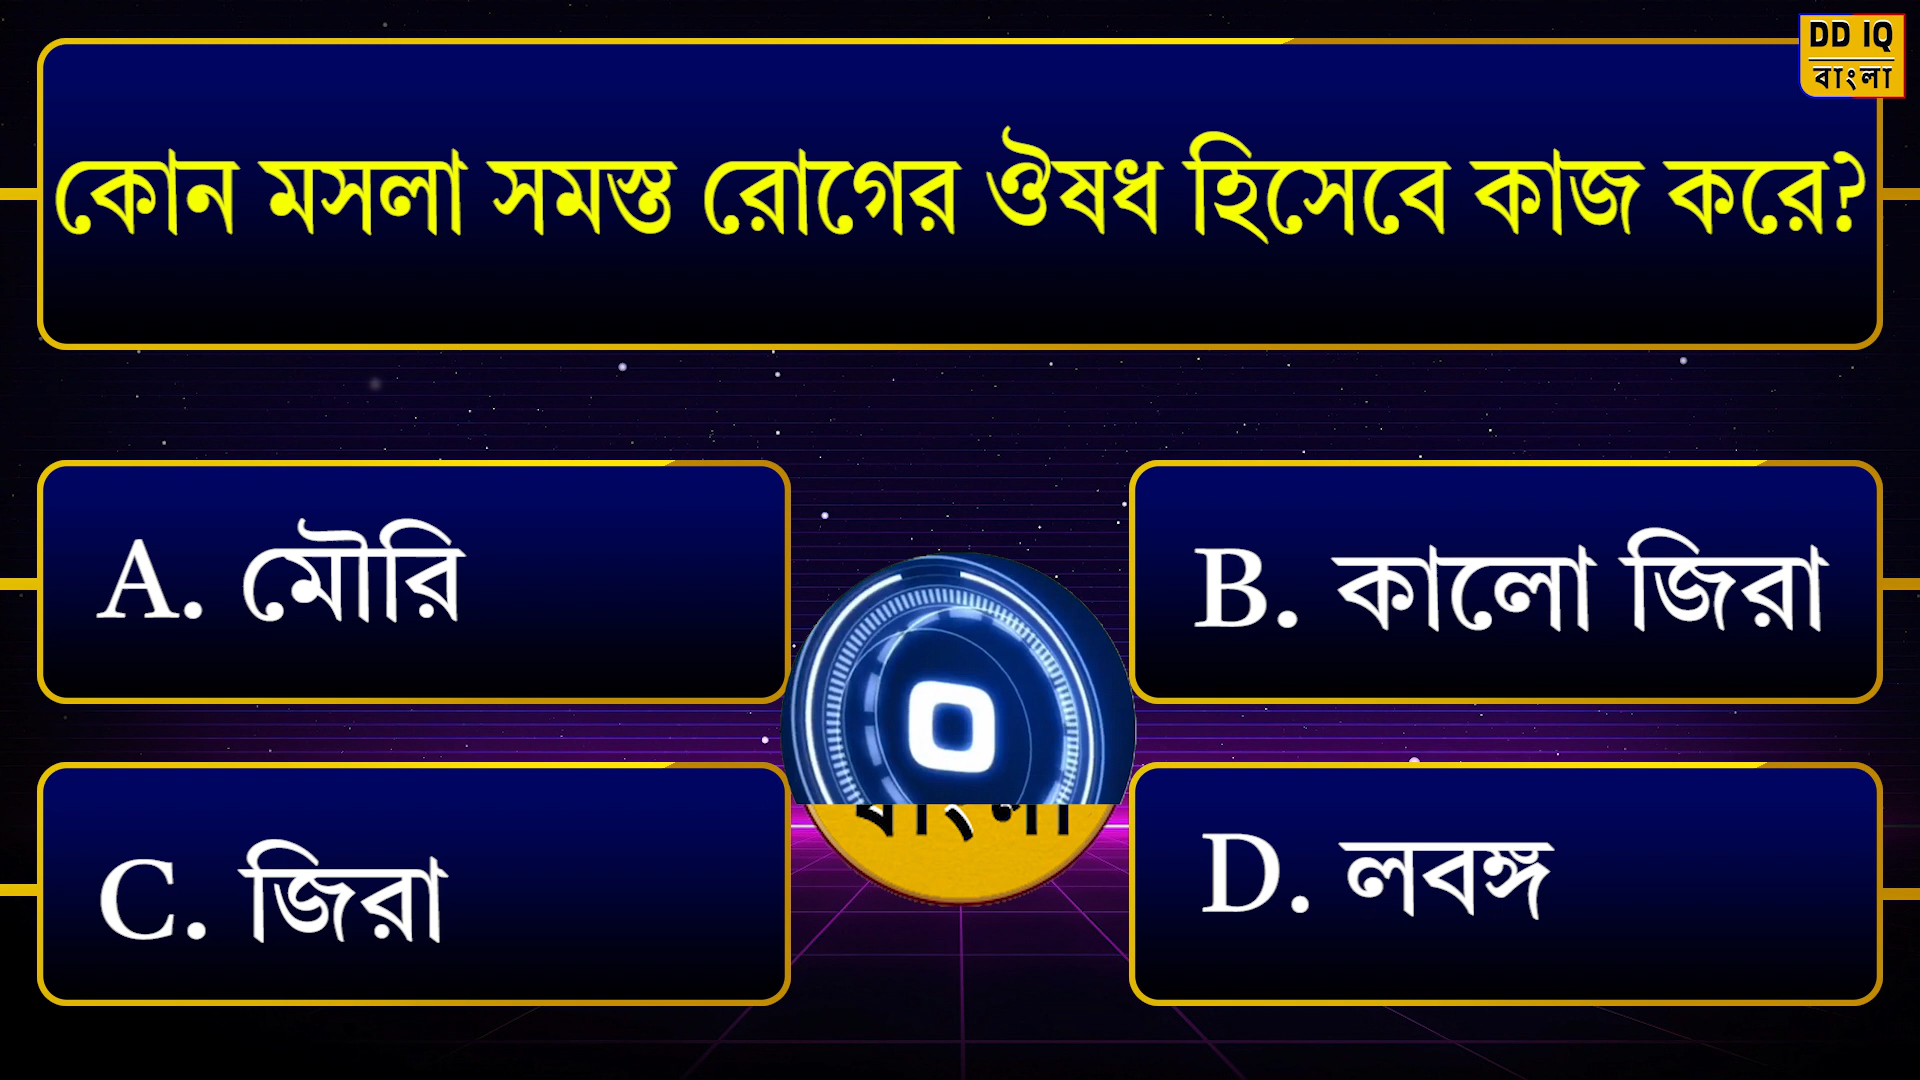 DD IQ
বাংলা
কোন মসলা সমস্ত রোগের ঔষধ হিসেবে কাজ করে?
A. মৌরি
B. কালো জিরা
0
বাংলা
C. জিরা
D. লবঙ্গ